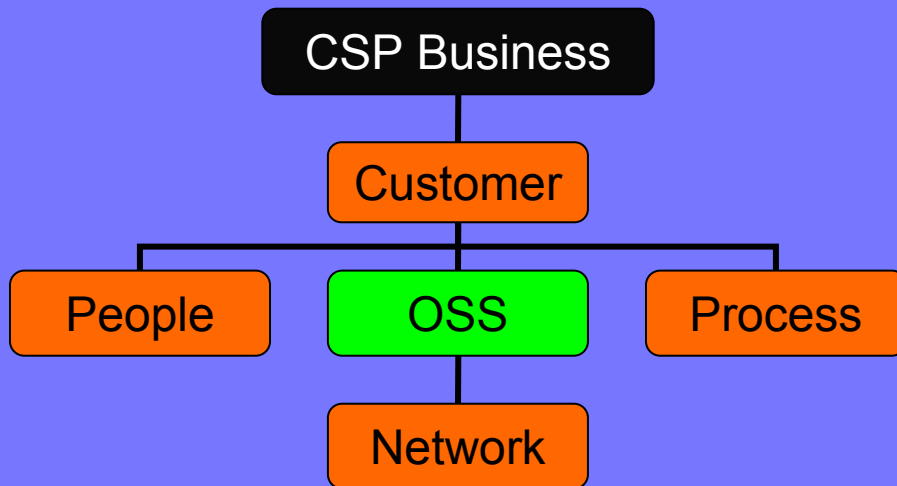 CSP Business
Customer
People
OSS
Process
Network